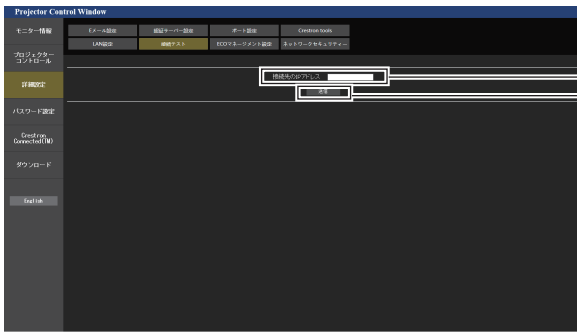 Projector Control Window
モニター情報
プロジェクター
コントロール
詳細設定
パスワード設定
Crestron
Connected(TM)
ダウンロード
English
Eメール設定
認証サーバー設定
ポート設定
Crestron tools
LAN設定
接続テスト
ECOマネージメント設定
ネットワークセキュリティー
接続先のIPアドレス
送信